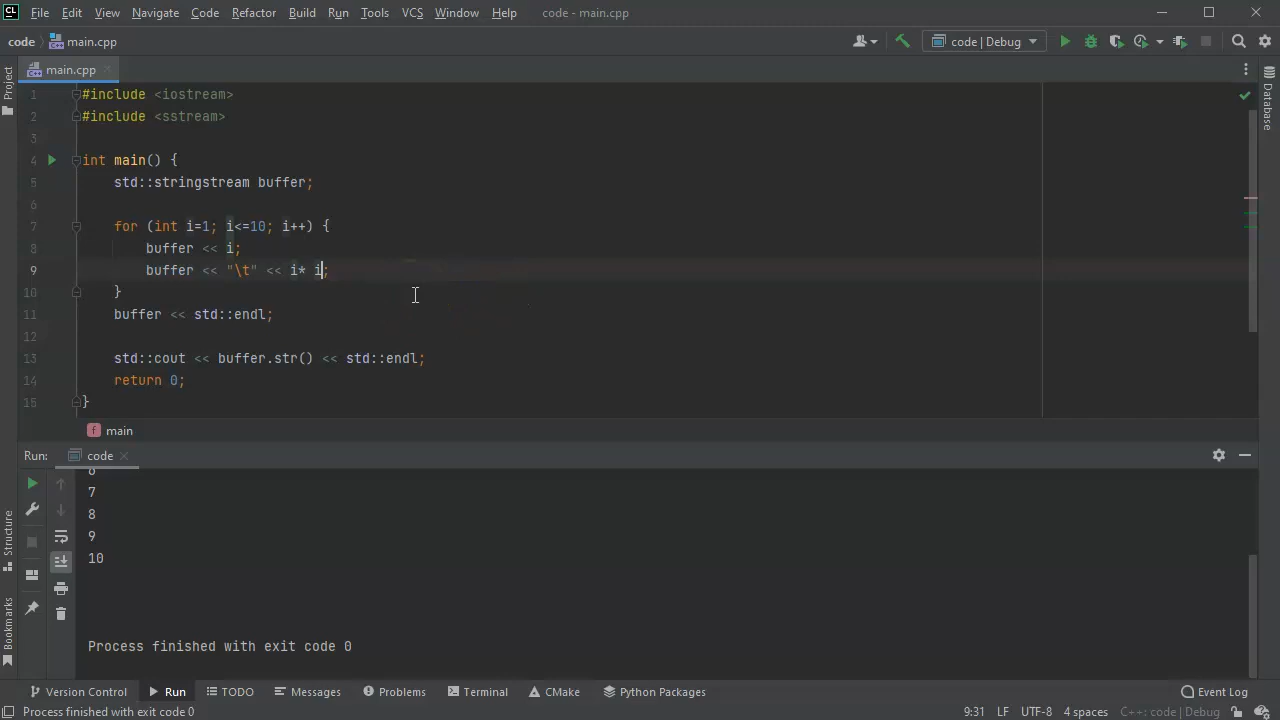 CL File Edit View Navigate Code Refactor Build Run Tools VCS Window Help code - main.cpp
code main.cpp code | Debug
main.cpp
Project
Database
1 #include <iostream>
2 #include <sstream>
3
4 int main() {
5 std::stringstream buffer;
6
7 for (int i=1; i<=10; i++) {
8 buffer << i;
9 buffer << "\t" << i* i;
10 }
11 buffer << std::endl;
12
13 std::cout << buffer.str() << std::endl;
14 return 0;
15 }
f main
Run: code
7
8
9
10
Process finished with exit code 0
Structure
Bookmarks
Version Control Run TODO Messages Problems Terminal CMake Python Packages Event Log
Process finished with exit code 0 9:31 LF UTF-8 4 spaces C++: code | Debug